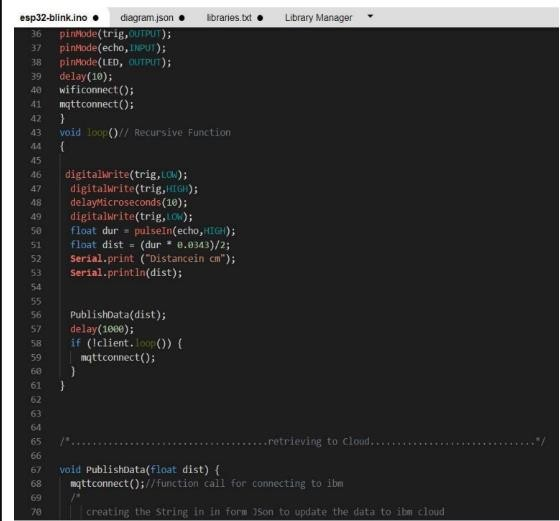 esp32-blink.ino ● diagram.json ● libraries.txt ● Library Manager ▼
36 pinMode(trig,OUTPUT);
37 pinMode(echo,INPUT);
38 pinMode(LED, OUTPUT);
39 delay(10);
40 wificonnect();
41 mqttconnect();
42 }
43 void loop()// Recursive Function
44 {
45
46 digitalWrite(trig,LOW);
47 digitalWrite(trig,HIGH);
48 delayMicroseconds(10);
49 digitalWrite(trig,LOW);
50 float dur = pulseIn(echo,HIGH);
51 float dist = (dur * 0.0343)/2;
52 Serial.print ("Distancein cm");
53 Serial.println(dist);
54
55
56 PublishData(dist);
57 delay(1000);
58 if (!client.loop()) {
59 mqttconnect();
60 }
61 }
62
63
64
65 /*.....................................retrieving to Cloud...............................*/
66
67 void PublishData(float dist) {
68 mqttconnect();//function call for connecting to ibm
69 /*
70 creating the String in in form JSon to update the data to ibm cloud